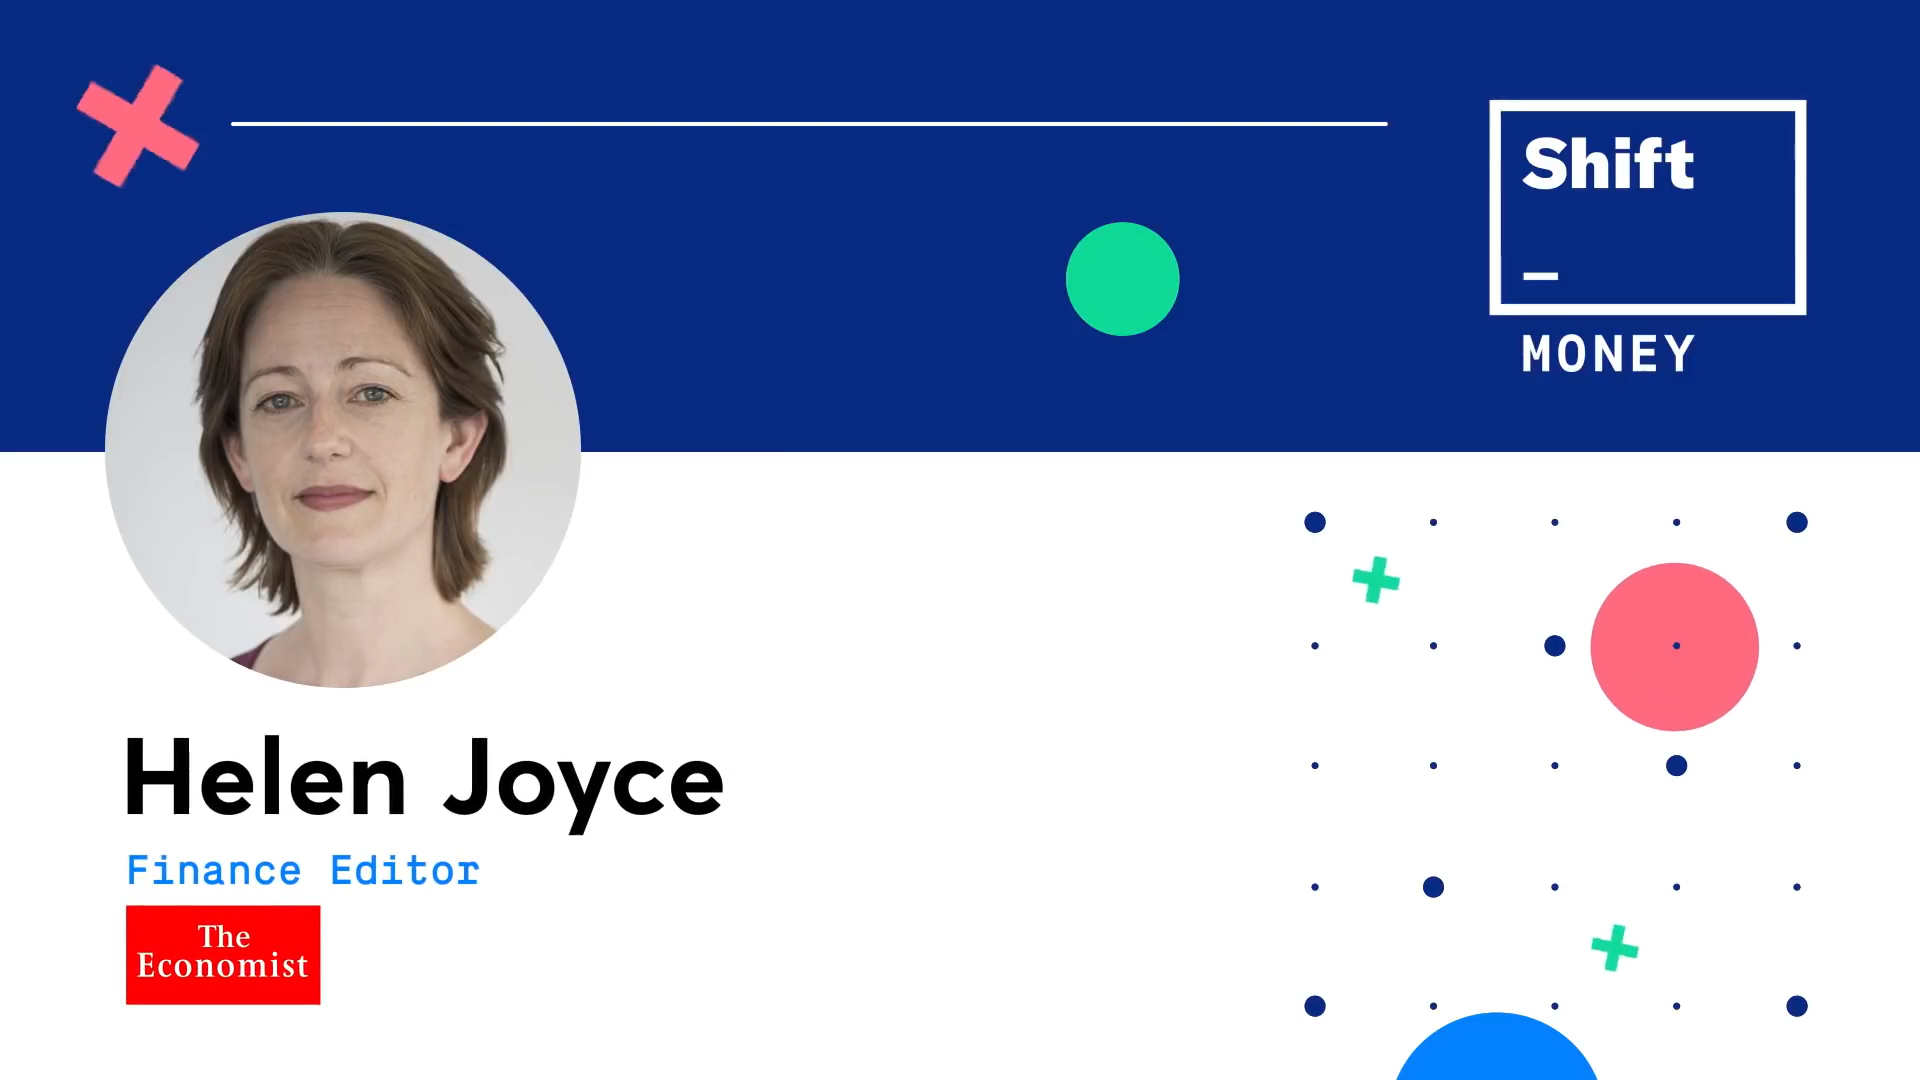 Shift
MONEY
Helen Joyce
Finance Editor
The
Economist